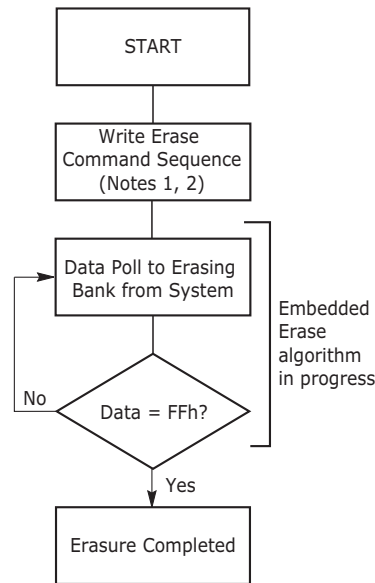 START
Write Erase
Command Sequence
(Notes 1, 2)
Data Poll to Erasing
Bank from System
Embedded
Erase
algorithm
in progress
No
Data = FFh?
Yes
Erasure Completed